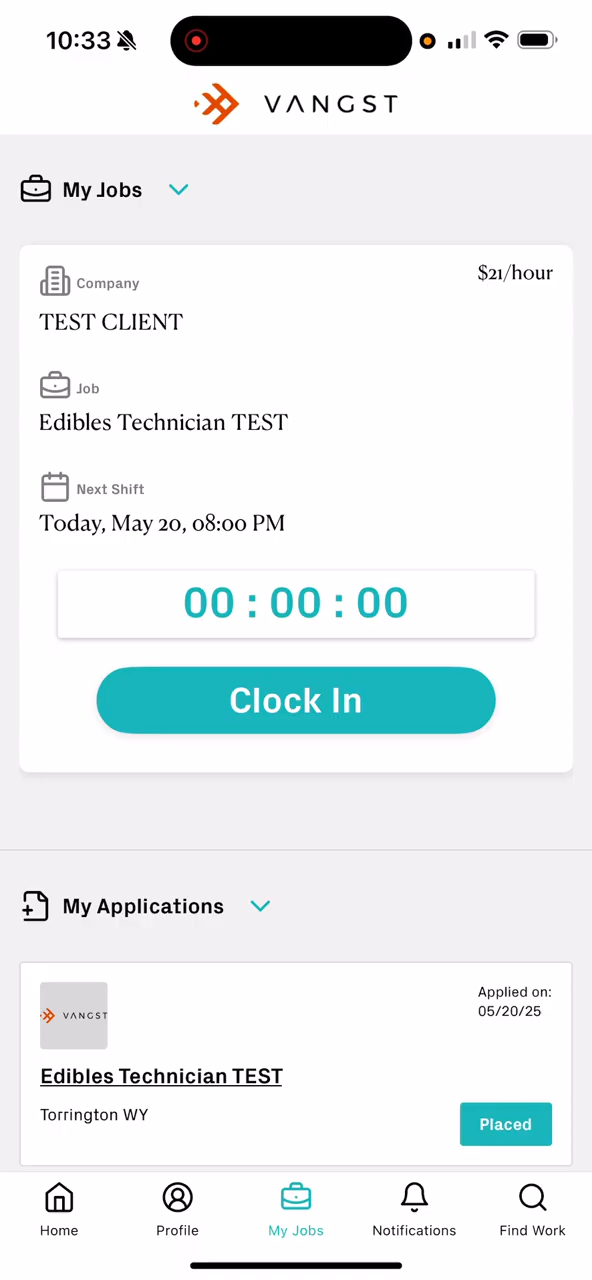 10:33
VANGST
My Jobs
Company
$21/hour
TEST CLIENT
Job
Edibles Technician TEST
Next Shift
Today, May 20, 08:00 PM
00 : 00 : 00
Clock In
My Applications
VANGST
Applied on:
05/20/25
Edibles Technician TEST
Torrington WY
Placed
Home
Profile
My Jobs
Notifications
Find Work